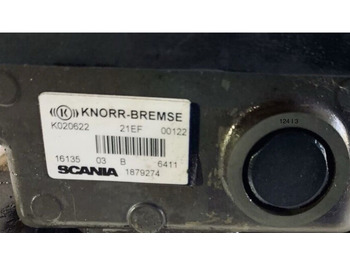 KNORR-BREMSE
K020622 21EF 00122
16135 03 B 6411
SCANIA 1879274